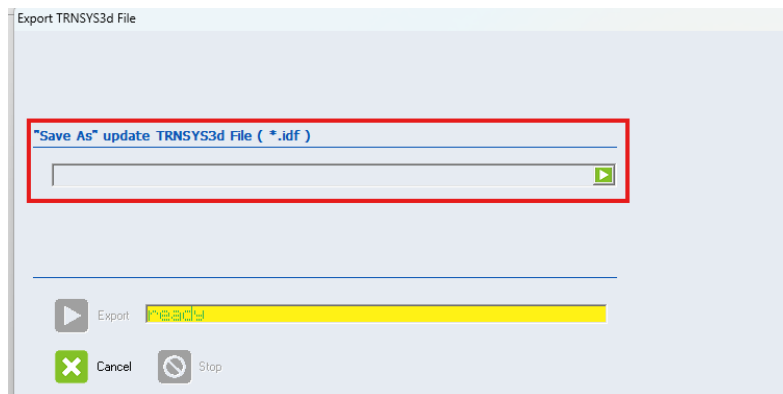 Export TRNSYS3d File
"Save As" update TRNSYS3d File ( *.idf )
Export ready
Cancel Stop